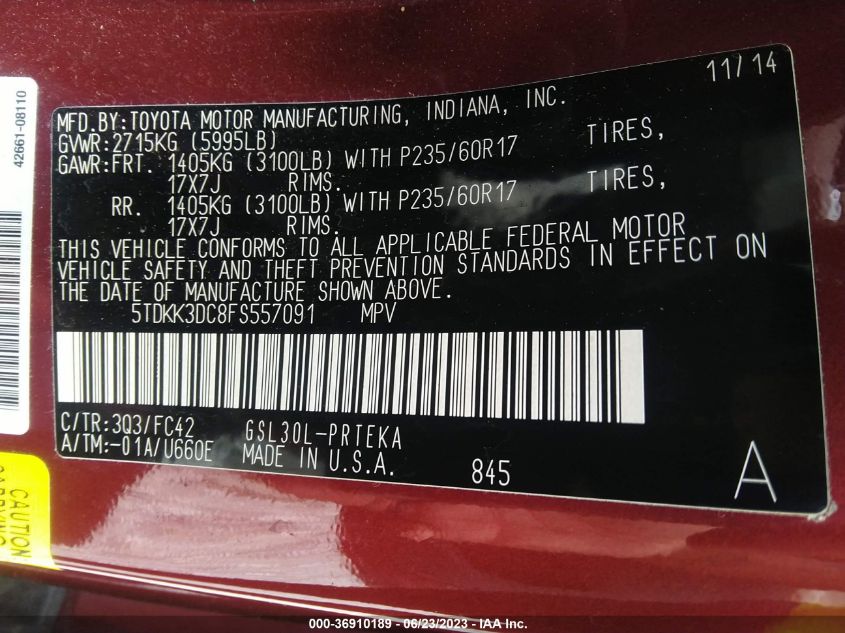 11/14
MFD.BY:TOYOTA MOTOR MANUFACTURING, INDIANA, INC.
GVWR:2715KG (5995LB)
GAWR:FRT. 1405KG (3100LB) WITH P235/60R17 TIRES,
17X7J RIMS.
RR. 1405KG (3100LB) WITH P235/60R17 TIRES,
17X7J RIMS.
THIS VEHICLE CONFORMS TO ALL APPLICABLE FEDERAL MOTOR
VEHICLE SAFETY AND THEFT PREVENTION STANDARDS IN EFFECT ON
THE DATE OF MANUFACTURE SHOWN ABOVE.
5TDKK3DC8FS557091 MPV
C/TR:3Q3/FC42 GSL30L-PRTEKA
A/TM:-01A/U660E MADE IN U.S.A. 845 A
42661-08110
CAUTION
000-36910189 - 06/23/2023 - IAA Inc.